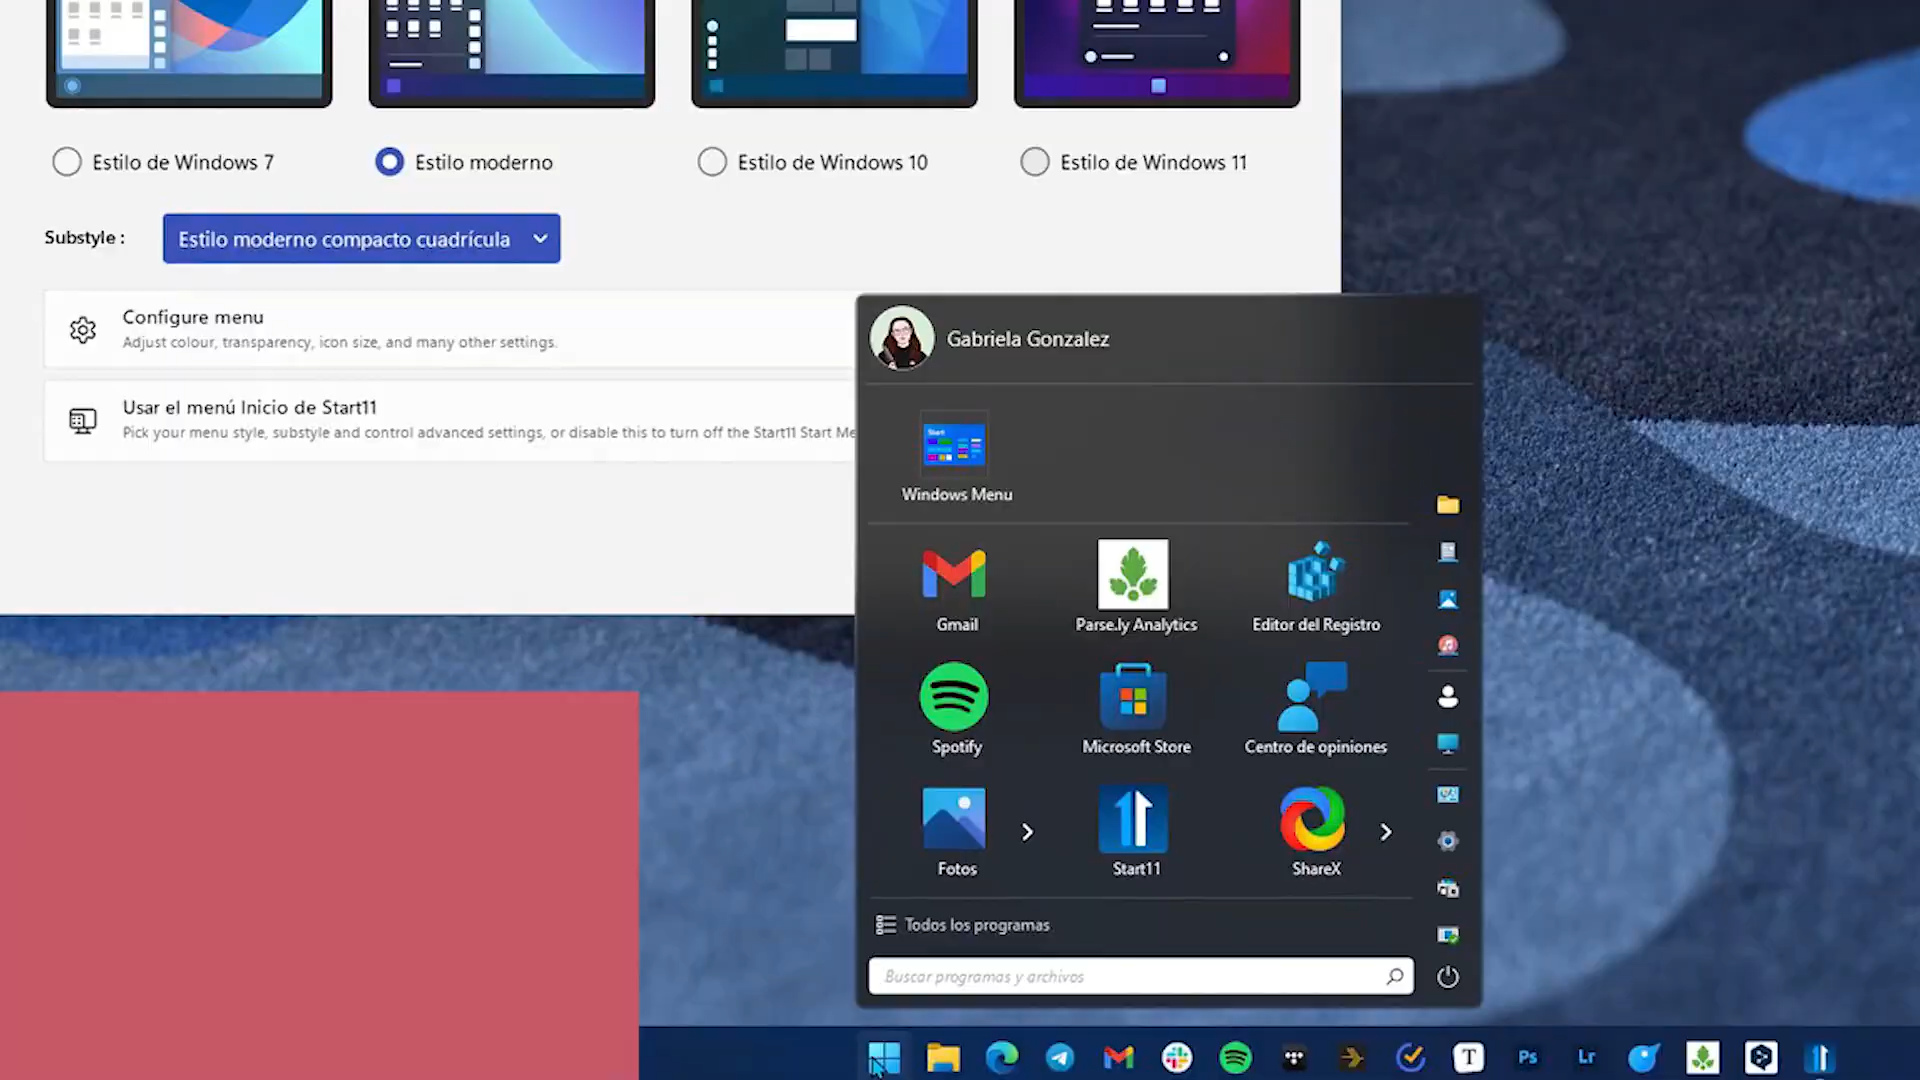 Estilo de Windows 7
Estilo moderno
Estilo de Windows 10
Estilo de Windows 11
Substyle :
Estilo moderno compacto cuadrícula
Configure menu
Adjust colour, transparency, icon size, and many other settings.
Usar el menú Inicio de Start11
Pick your menu style, substyle and control advanced settings, or disable this to turn off the Start11 Start Me
Gabriela Gonzalez
Start
Windows Menu
Gmail
Parse.ly Analytics
Editor del Registro
Spotify
Microsoft Store
Centro de opiniones
Fotos
Start11
ShareX
Todos los programas
Buscar programas y archivos
T
Ps
Lr